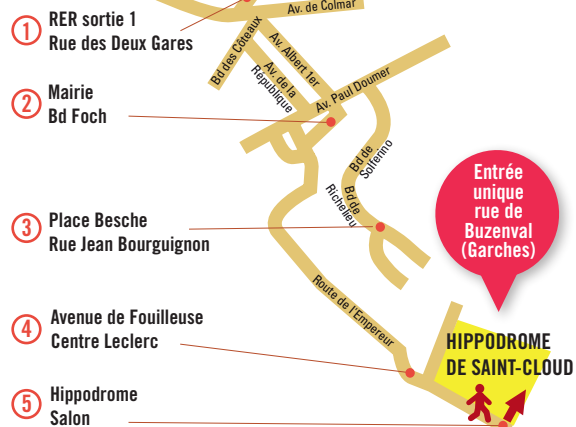 1 RER sortie 1
Rue des Deux Gares
2 Mairie
Bd Foch
3 Place Besche
Rue Jean Bourguignon
4 Avenue de Fouilleuse
Centre Leclerc
5 Hippodrome
Salon
Av. de Colmar
Bd des Côteaux
Av. Albert 1er
Av. de la
République
Av. Paul Doumer
Bd de
Solférino
Bd de
Richelieu
Route de l'Empereur
Entrée
unique
rue de
Buzenval
(Garches)
HIPPODROME
DE SAINT-CLOUD